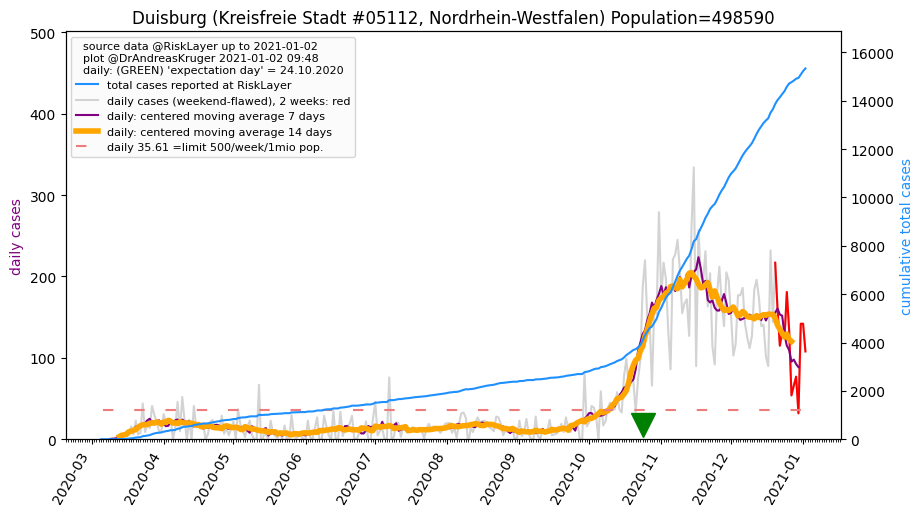 Duisburg (Kreisfreie Stadt #05112, Nordrhein-Westfalen) Population=498590
source data @RiskLayer up to 2021-01-02
plot @DrAndreasKruger 2021-01-02 09:48
daily: (GREEN) 'expectation day' = 24.10.2020
total cases reported at RiskLayer
daily cases (weekend-flawed), 2 weeks: red
daily: centered moving average 7 days
daily: centered moving average 14 days
daily 35.61 =limit 500/week/1mio pop.
daily cases
500
400
300
200
100
0
cumulative total cases
16000
14000
12000
10000
8000
6000
4000
2000
0
2020-03
2020-04
2020-05
2020-06
2020-07
2020-08
2020-09
2020-10
2020-11
2020-12
2021-01